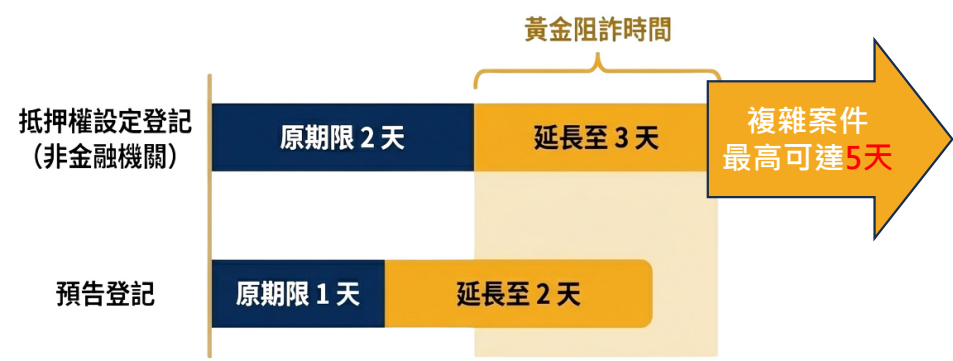 黃金阻詐時間
抵押權設定登記
（非金融機關）
原期限 2 天
延長至 3 天
複雜案件
最高可達5天
預告登記
原期限 1 天
延長至 2 天